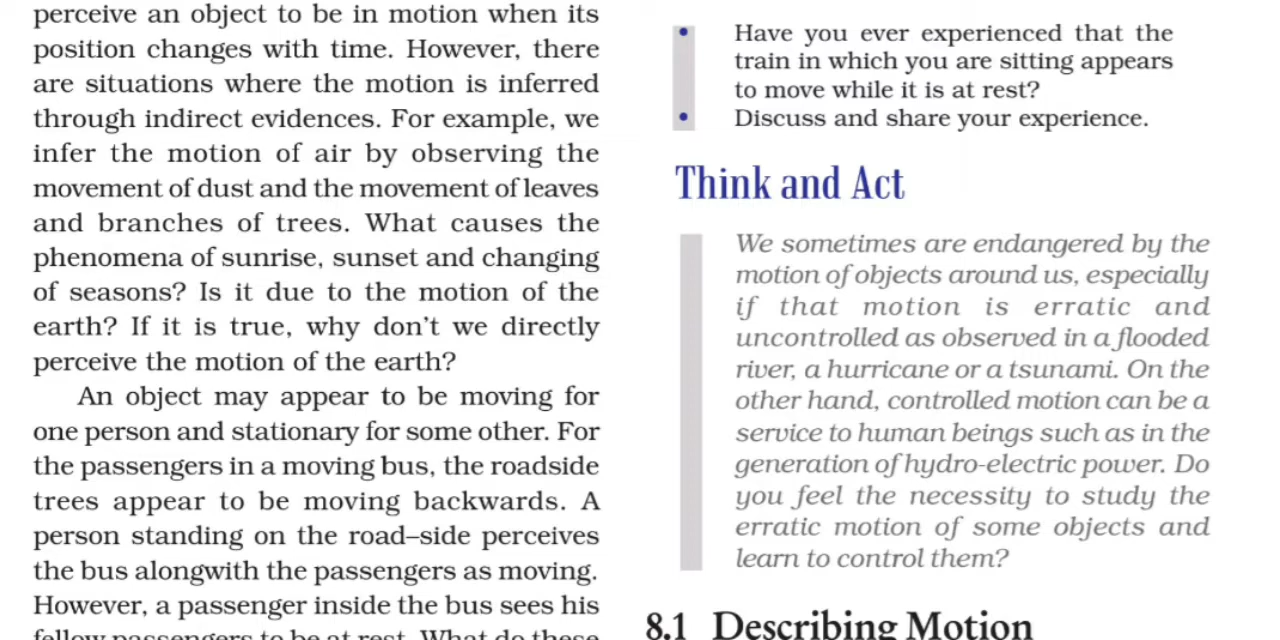 perceive an object to be in motion when its
position changes with time. However, there
are situations where the motion is inferred
through indirect evidences. For example, we
infer the motion of air by observing the
movement of dust and the movement of leaves
and branches of trees. What causes the
phenomena of sunrise, sunset and changing
of seasons? Is it due to the motion of the
earth? If it is true, why don't we directly
perceive the motion of the earth?
An object may appear to be moving for
one person and stationary for some other. For
the passengers in a moving bus, the roadside
trees appear to be moving backwards. A
person standing on the road–side perceives
the bus alongwith the passengers as moving.
However, a passenger inside the bus sees his
fellow passengers to be at rest. What do these
• Have you ever experienced that the
train in which you are sitting appears
to move while it is at rest?
• Discuss and share your experience.
Think and Act
We sometimes are endangered by the
motion of objects around us, especially
if that motion is erratic and
uncontrolled as observed in a flooded
river, a hurricane or a tsunami. On the
other hand, controlled motion can be a
service to human beings such as in the
generation of hydro-electric power. Do
you feel the necessity to study the
erratic motion of some objects and
learn to control them?
8.1 Describing Motion